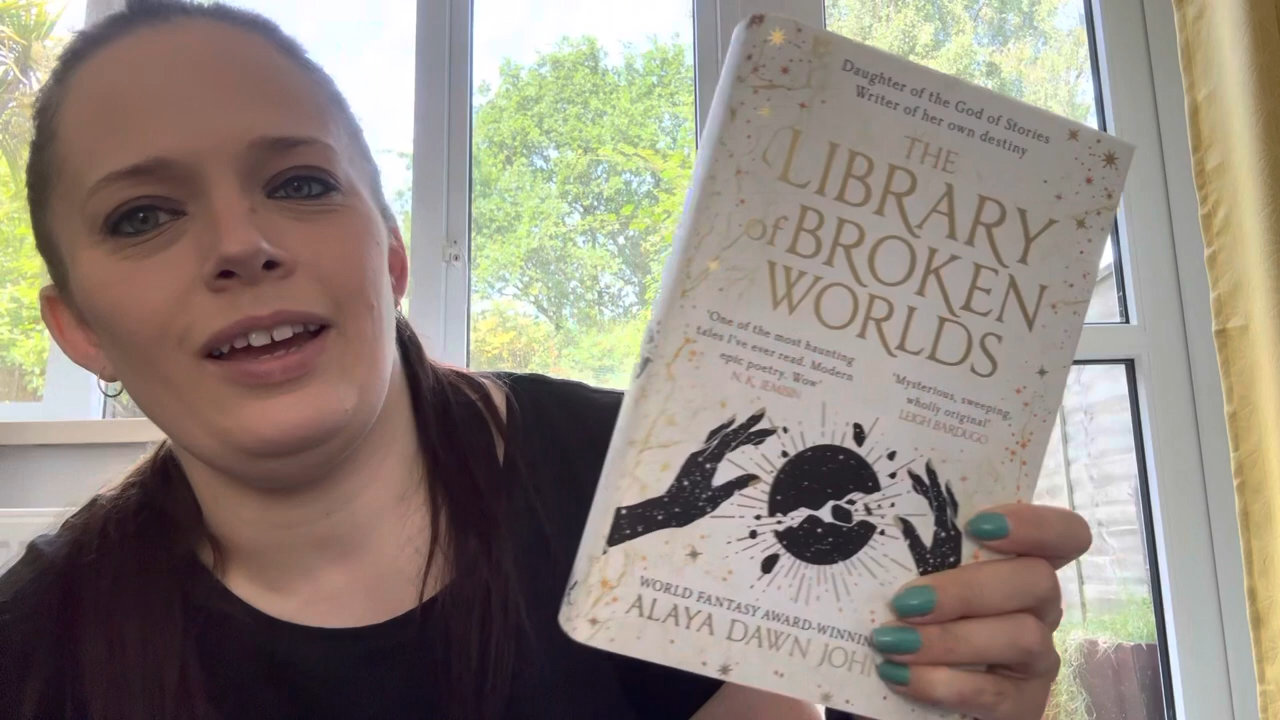 Daughter of the God of Stories
Writer of her own destiny
THE
LIBRARY
of BROKEN
WORLDS
'One of the most haunting
tales I've ever read. Modern
epic poetry. Wow'
N. K. JEMISIN
'Mysterious, sweeping,
wholly original'
LEIGH BARDUGO
WORLD FANTASY AWARD-WINNIN
ALAYA DAWN JOH